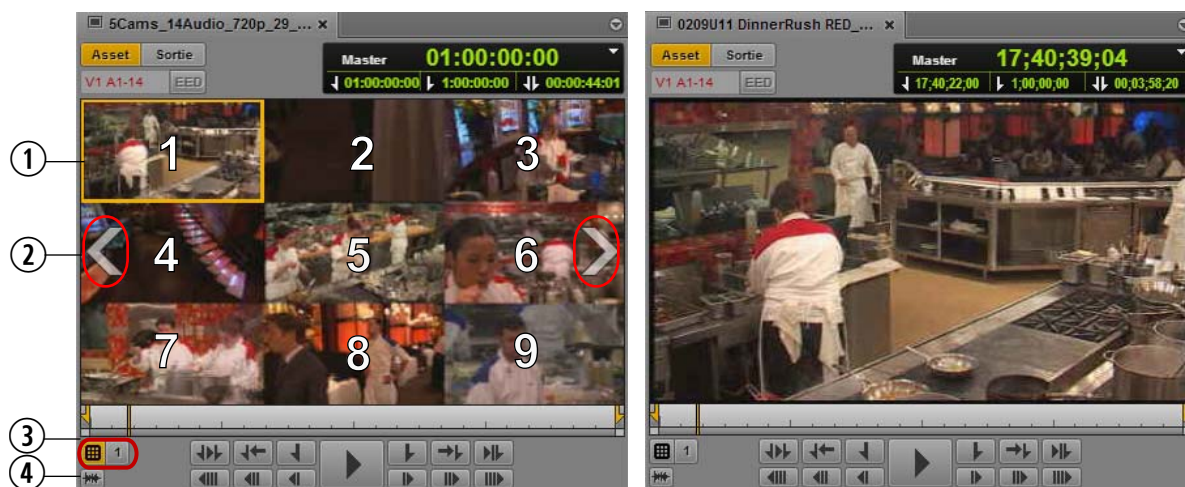 5Cams_14Audio_720p_29_... ×
Asset Sortie
Master 01:00:00:00
V1 A1-14 EED
01:00:00:00 1:00:00:00 00:00:44:01
1 2 3
4 5 6
7 8 9
1
1
2
3
4
0209U11 DinnerRush RED_... ×
Asset Sortie
Master 17;40;39;04
V1 A1-14 EED
17;40;22;00 1;00;00;00 00;03;58;20
1